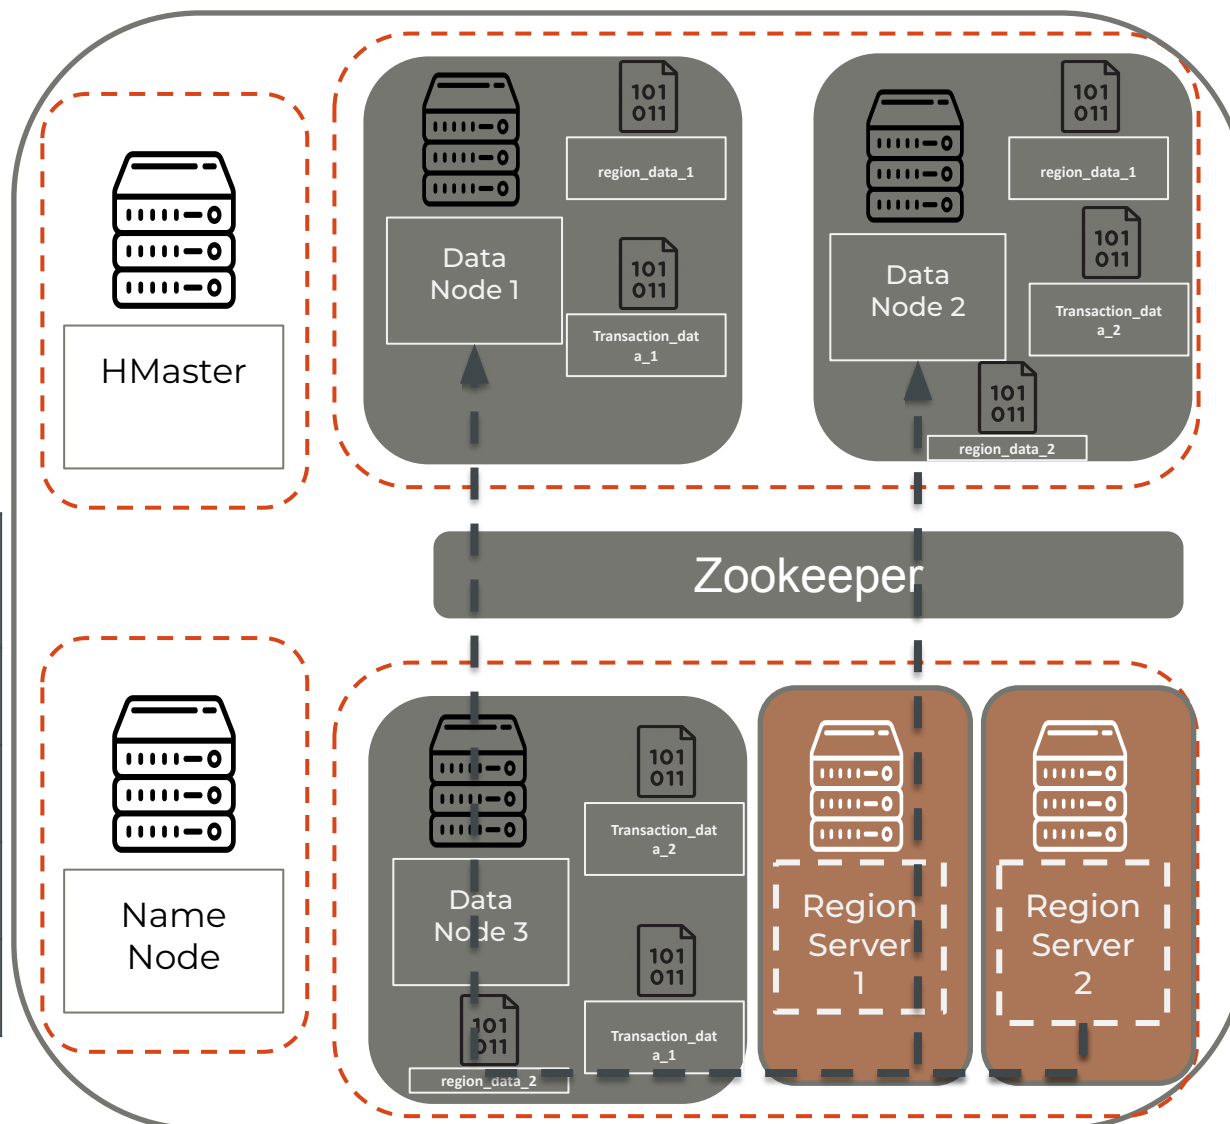 101
011
region_data_1
Data
Node 1
101
011
Transaction_dat
a_1
101
011
region_data_1
Data
Node 2
101
011
Transaction_dat
a_2
101
011
region_data_2
HMaster
Zookeeper
Name
Node
101
011
Transaction_dat
a_2
Data
Node 3
101
011
Transaction_dat
a_1
101
011
region_data_2
Region
Server
1
Region
Server
2